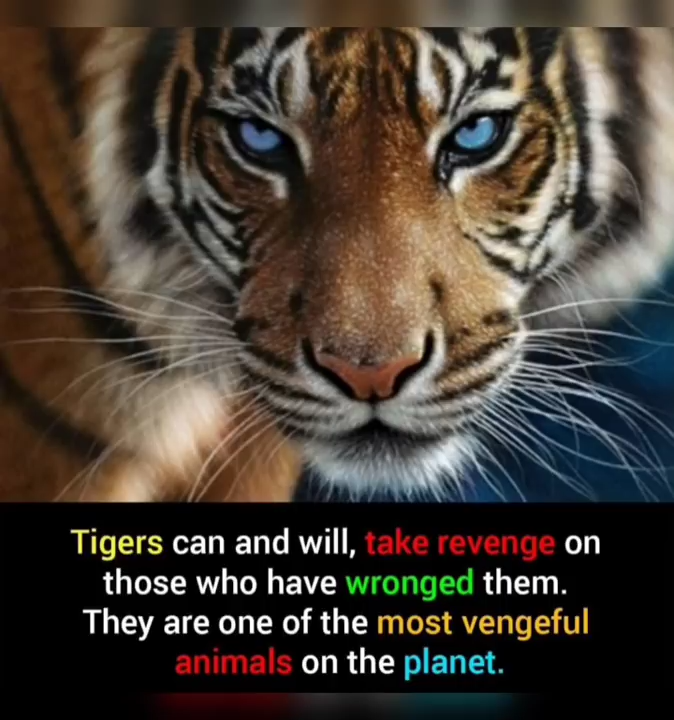 Tigers can and will, take revenge on
those who have wronged them.
They are one of the most vengeful
animals on the planet.